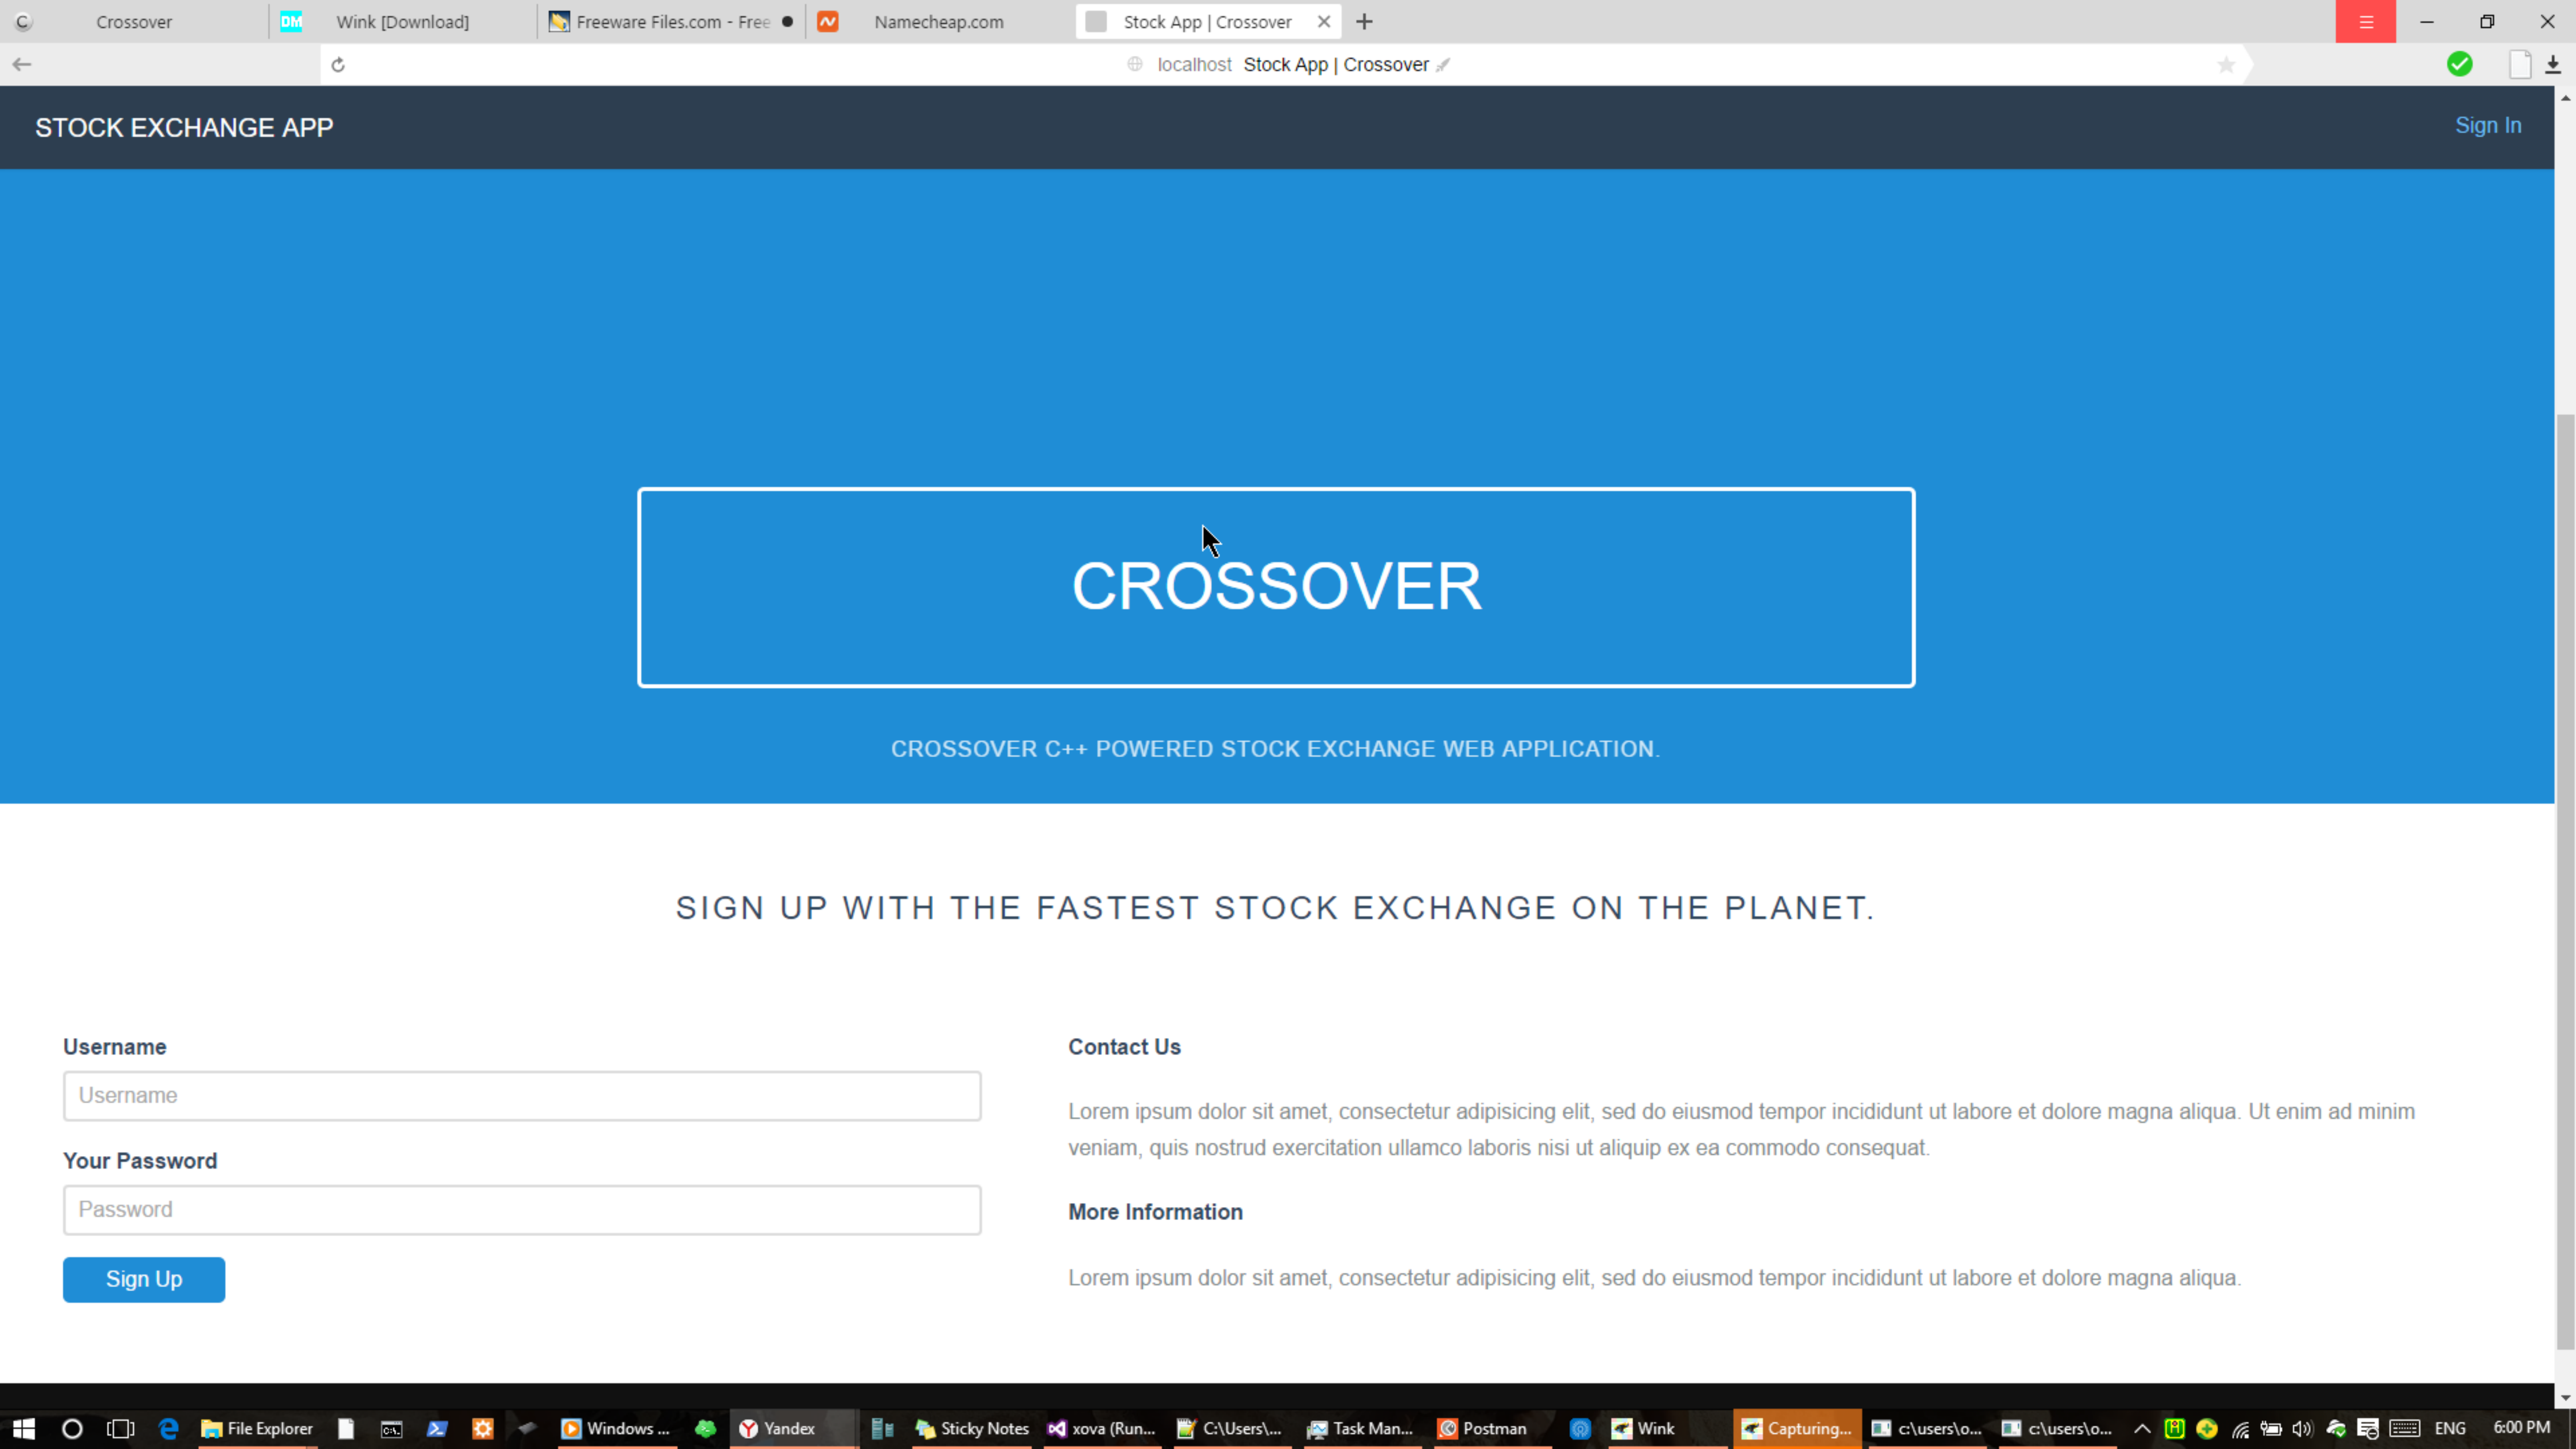 Crossover
DM Wink [Download]
Freeware Files.com - Free
Namecheap.com
Stock App | Crossover
localhost Stock App | Crossover
STOCK EXCHANGE APP
Sign In
CROSSOVER
CROSSOVER C++ POWERED STOCK EXCHANGE WEB APPLICATION.
SIGN UP WITH THE FASTEST STOCK EXCHANGE ON THE PLANET.
Username
Username
Your Password
Password
Sign Up
Contact Us
Lorem ipsum dolor sit amet, consectetur adipisicing elit, sed do eiusmod tempor incididunt ut labore et dolore magna aliqua. Ut enim ad minim
veniam, quis nostrud exercitation ullamco laboris nisi ut aliquip ex ea commodo consequat.
More Information
Lorem ipsum dolor sit amet, consectetur adipisicing elit, sed do eiusmod tempor incididunt ut labore et dolore magna aliqua.
File Explorer Windows ... Yandex Sticky Notes xova (Run... C:\Users\... Task Man... Postman Wink Capturing... c:\users\o... c:\users\o... ENG 6:00 PM